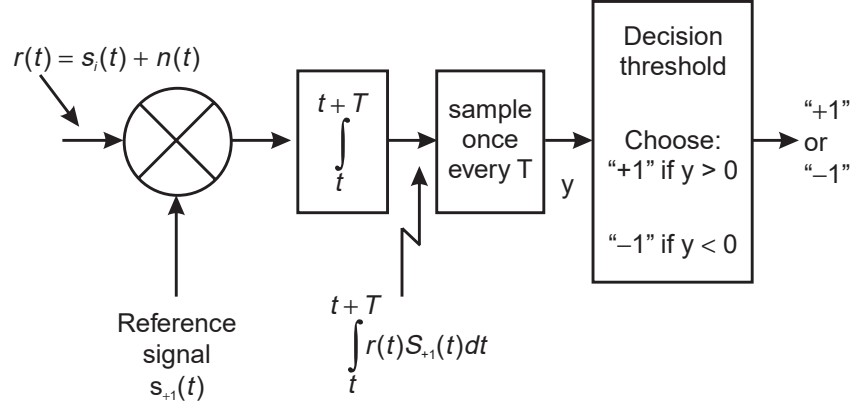 r(t) = sᵢ(t) + n(t)
t + T
∫
t
sample
once
every T
y
Decision
threshold
Choose:
“+1” if y > 0
“−1” if y < 0
“+1”
or
“−1”
Reference
signal
s₊₁(t)
t + T
∫ r(t)S₊₁(t)dt
t